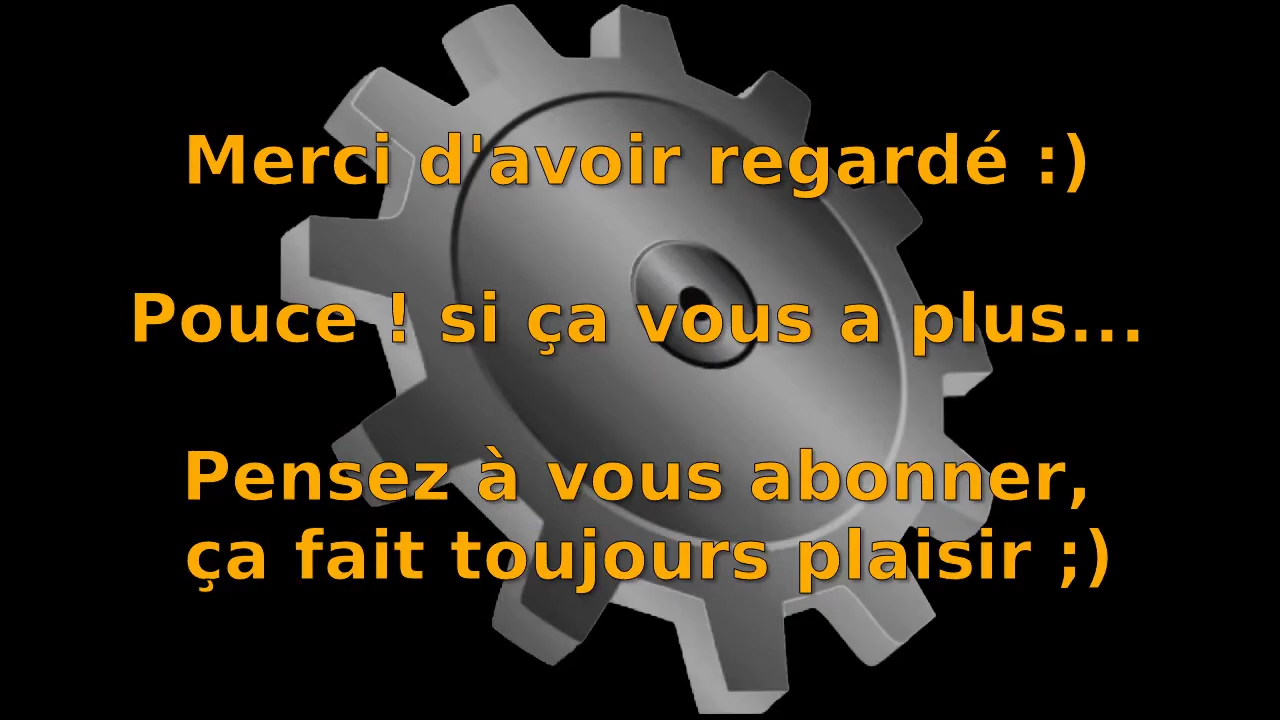 Merci d'avoir regardé :)
Pouce ! si ça vous a plus...
Pensez à vous abonner,
ça fait toujours plaisir ;)